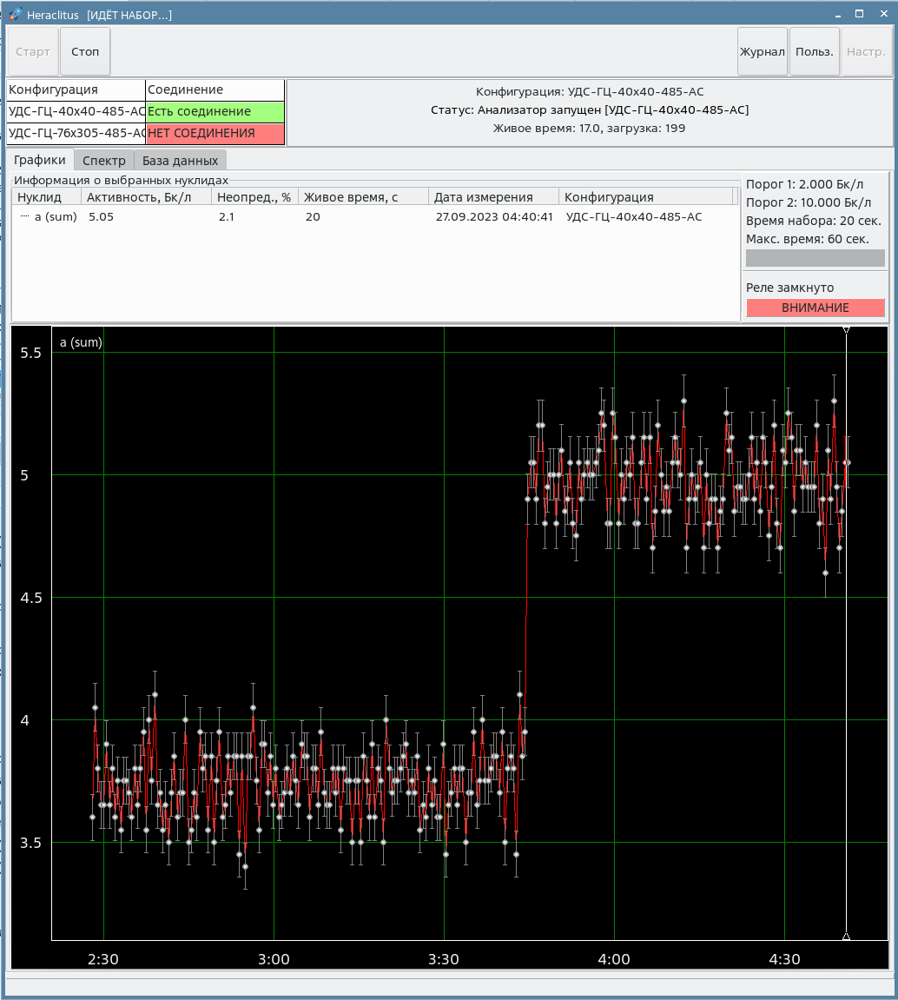 Heraclitus [ИДЁТ НАБОР...]
Старт Стоп Журнал Польз. Настр.
Конфигурация Соединение
УДС-ГЦ-40x40-485-АС Есть соединение
УДС-ГЦ-76x305-485-АС НЕТ СОЕДИНЕНИЯ
Конфигурация: УДС-ГЦ-40x40-485-АС
Статус: Анализатор запущен [УДС-ГЦ-40x40-485-АС]
Живое время: 17.0, загрузка: 199
Графики Спектр База данных
Информация о выбранных нуклидах
Нуклид Активность, Бк/л Неопред., % Живое время, с Дата измерения Конфигурация
a (sum) 5.05 2.1 20 27.09.2023 04:40:41 УДС-ГЦ-40x40-485-АС
Порог 1: 2.000 Бк/л
Порог 2: 10.000 Бк/л
Время набора: 20 сек.
Макс. время: 60 сек.
Реле замкнуто
ВНИМАНИЕ
a (sum)
5.5
5
4.5
4
3.5
2:30 3:00 3:30 4:00 4:30